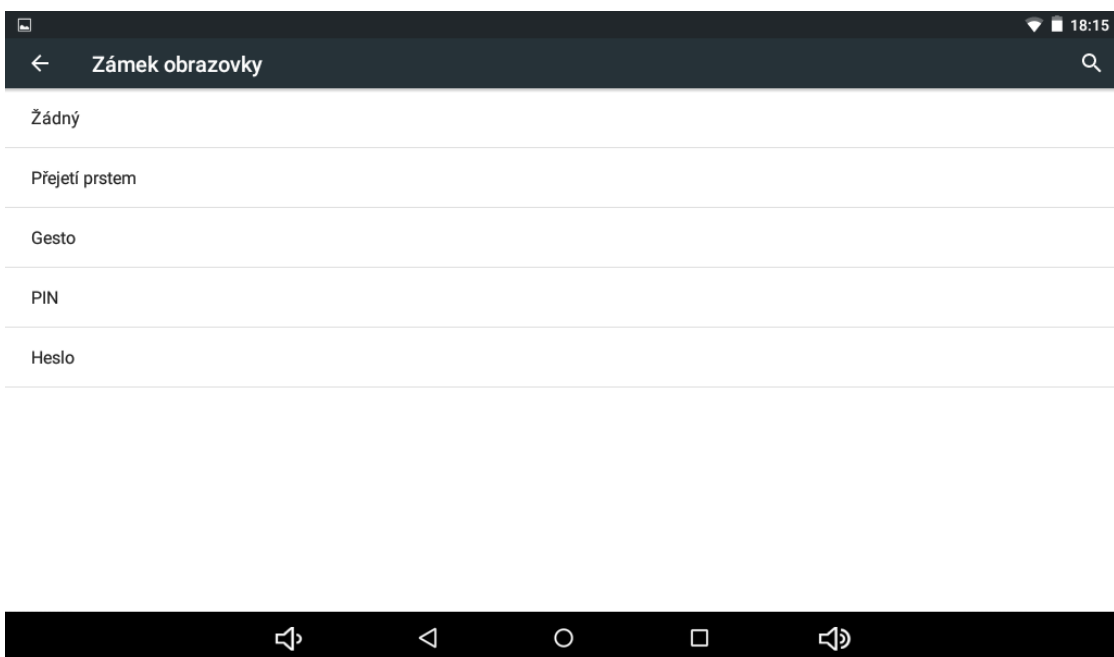 18:15
Zámek obrazovky
Žádný
Přejetí prstem
Gesto
PIN
Heslo